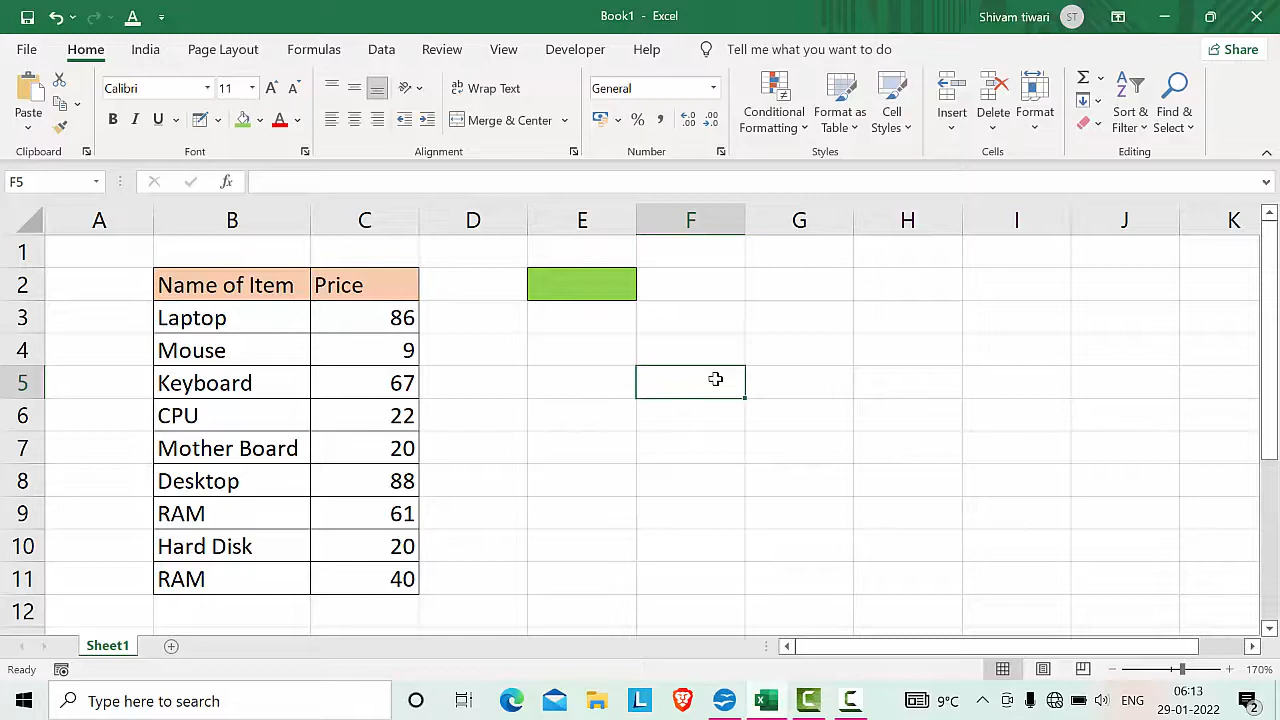 Book1 - Excel
Shivam tiwari
ST
File
Home
India
Page Layout
Formulas
Data
Review
View
Developer
Help
Tell me what you want to do
Share
Paste
Calibri
11
Wrap Text
Merge & Center
General
Conditional Formatting
Format as Table
Cell Styles
Insert
Delete
Format
Sort & Filter
Find & Select
Clipboard
Font
Alignment
Number
Styles
Cells
Editing
F5
fx
A B C D E F G H I J K
1
2 Name of Item Price
3 Laptop 86
4 Mouse 9
5 Keyboard 67
6 CPU 22
7 Mother Board 20
8 Desktop 88
9 RAM 61
10 Hard Disk 20
11 RAM 40
12
Sheet1
Ready
170%
Type here to search
9°C
ENG
06:13
29-01-2022
2